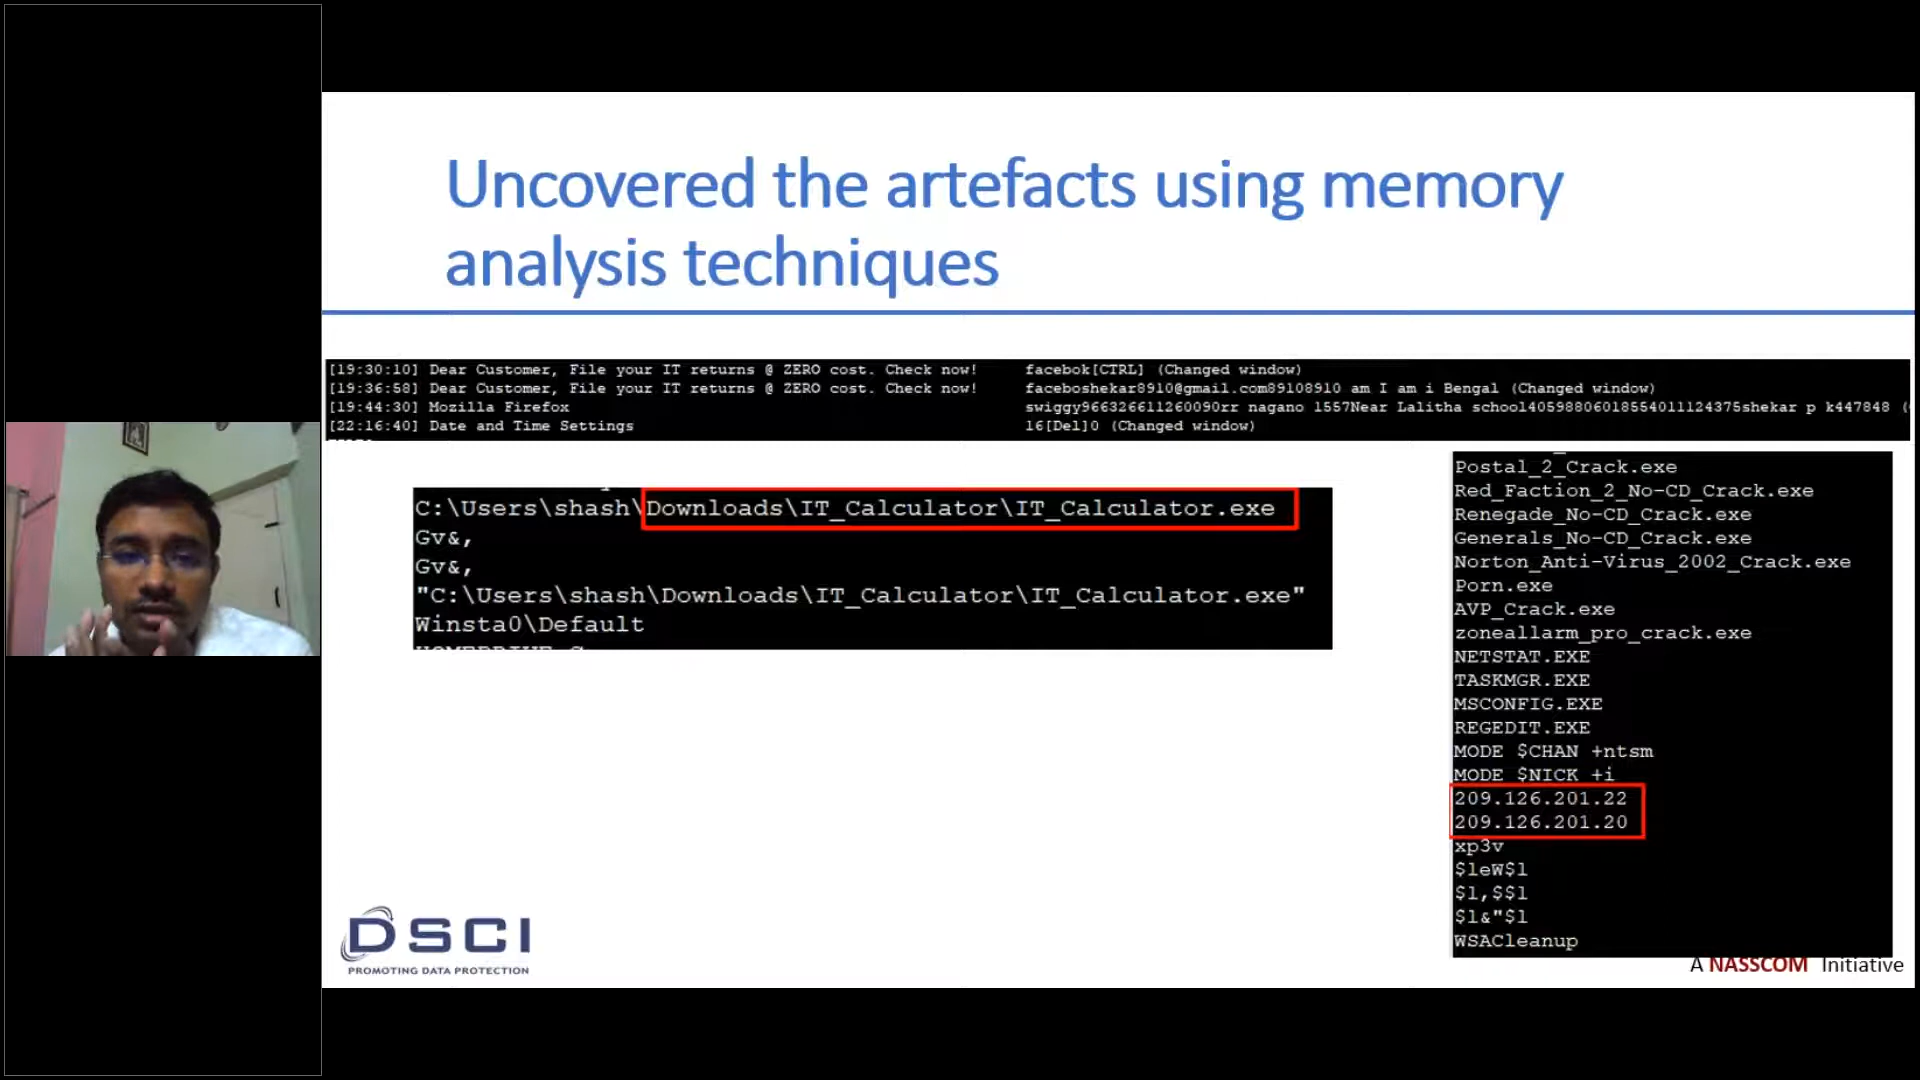 Uncovered the artefacts using memory
analysis techniques
[19:30:10] Dear Customer, File your IT returns @ ZERO cost. Check now! facebok[CTRL] (Changed window)
[19:36:58] Dear Customer, File your IT returns @ ZERO cost. Check now! faceboshekar8910@gmail.com89108910 am I am i Bengal (Changed window)
[19:44:30] Mozilla Firefox swiggy966326611260090rr nagano 1557Near Lalitha school4059880601855401112437​5shekar p k447848 (
[22:16:40] Date and Time Settings 16[Del]0 (Changed window)
C:\Users\shash\Downloads\IT_Calculator\IT_Calculator.exe
Gv&,
Gv&,
"C:\Users\shash\Downloads\IT_Calculator\IT_Calculator.exe"
Winsta0\Default
Postal_2_Crack.exe
Red_Faction_2_No-CD_Crack.exe
Renegade_No-CD_Crack.exe
Generals_No-CD_Crack.exe
Norton_Anti-Virus_2002_Crack.exe
Porn.exe
AVP_Crack.exe
zoneallarm_pro_crack.exe
NETSTAT.EXE
TASKMGR.EXE
MSCONFIG.EXE
REGEDIT.EXE
MODE $CHAN +ntsm
MODE $NICK +i
209.126.201.22
209.126.201.20
xp3v
$leW$l
$l,$$l
$l&"$l
WSACleanup
DSCI
PROMOTING DATA PROTECTION
A NASSCOM Initiative